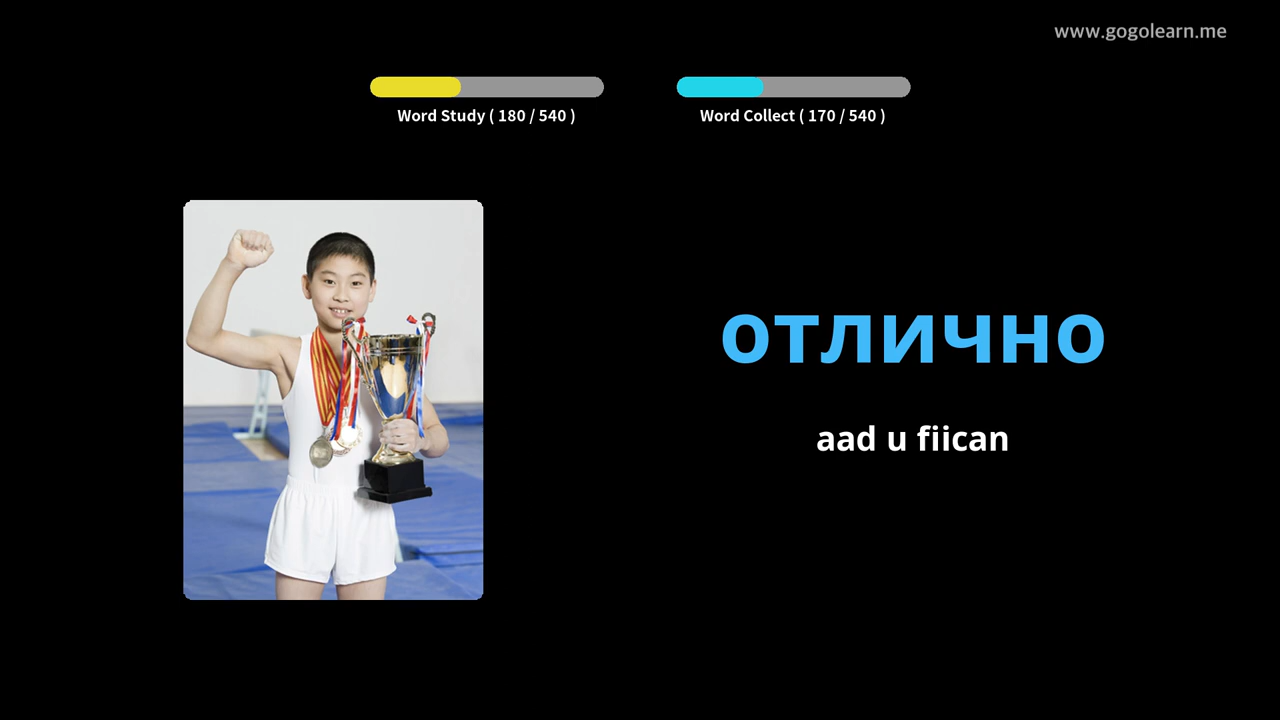 www.gogolearn.me
Word Study ( 180 / 540 )
Word Collect ( 170 / 540 )
отлично
aad u fiican